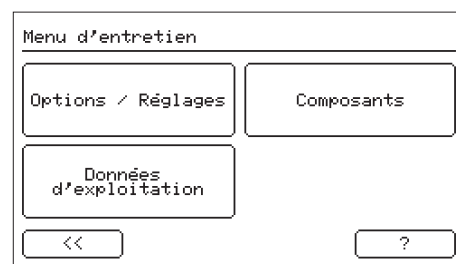 Menu d'entretien
Options / Réglages
Composants
Données
d'exploitation
<<
?